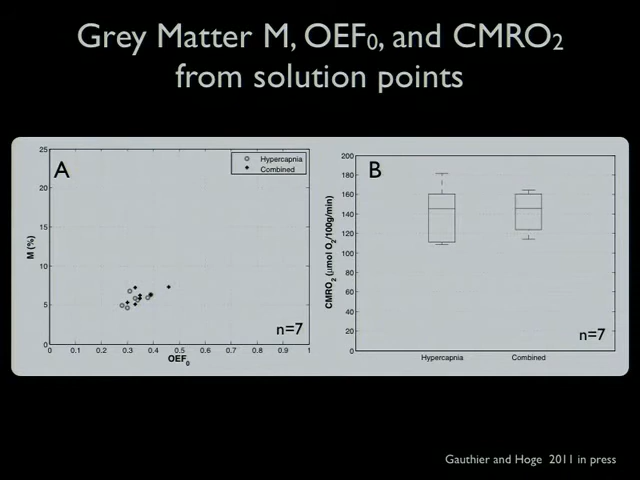 Grey Matter M, OEF₀, and CMRO₂
from solution points
A
Hypercapnia
Combined
M (%)
25
20
15
10
5
0
0 0.1 0.2 0.3 0.4 0.5 0.6 0.7 0.8 0.9 1
OEF₀
n=7
B
CMRO₂ (µmol O₂/100g/min)
200
180
160
140
120
100
80
60
40
20
0
Hypercapnia Combined
n=7
Gauthier and Hoge 2011 in press